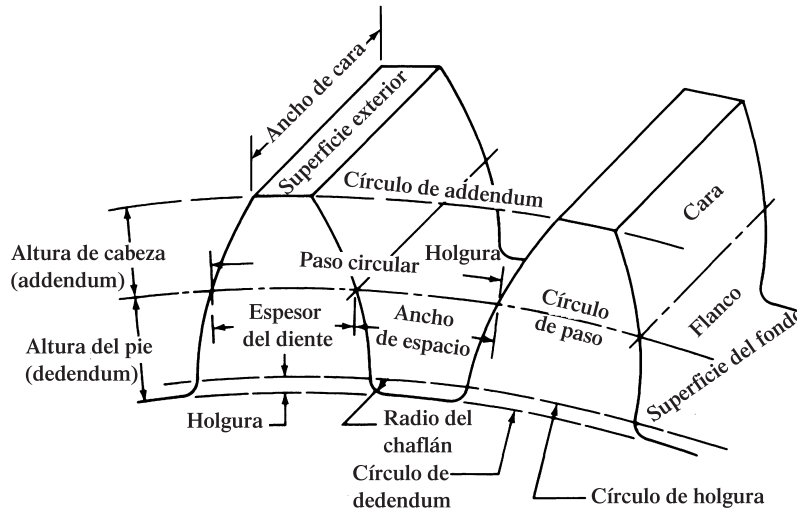 Ancho de cara
Superficie exterior
Círculo de addendum
Cara
Altura de cabeza
(addendum)
Paso circular
Holgura
Espesor
del diente
Ancho
de espacio
Círculo
de paso
Flanco
Altura del pie
(dedendum)
Superficie del fondo
Holgura
Radio del
chaflán
Círculo de
dedendum
Círculo de holgura